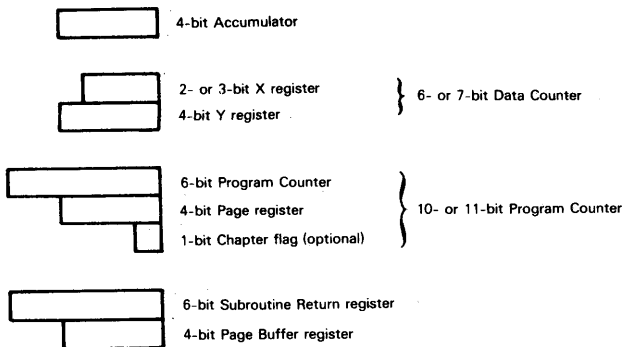 4-bit Accumulator
2- or 3-bit X register
4-bit Y register
6- or 7-bit Data Counter
6-bit Program Counter
4-bit Page register
1-bit Chapter flag (optional)
10- or 11-bit Program Counter
6-bit Subroutine Return register
4-bit Page Buffer register